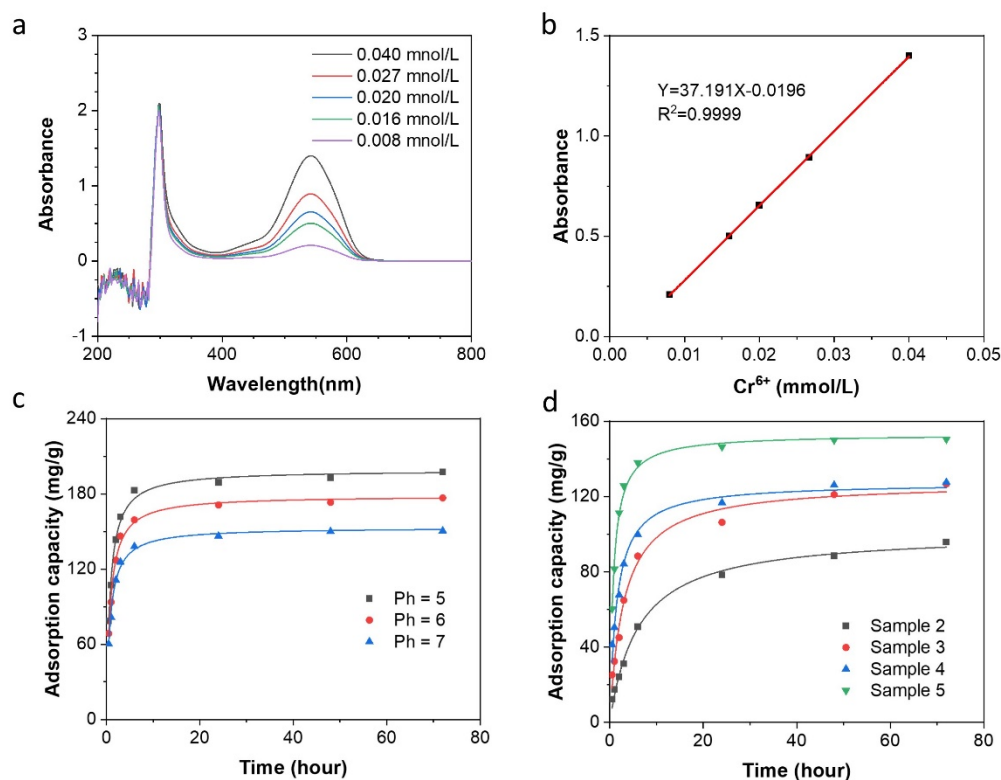 a
0.040 mnol/L
0.027 mnol/L
0.020 mnol/L
0.016 mnol/L
0.008 mnol/L
3
2
1
0
-1
Absorbance
200
400
600
800
Wavelength(nm)
b
Y=37.191X-0.0196
R²=0.9999
1.5
1.0
0.5
0.0
Absorbance
0.00
0.01
0.02
0.03
0.04
0.05
Cr⁶⁺ (mmol/L)
c
240
180
120
60
0
Adsorption capacity (mg/g)
Ph = 5
Ph = 6
Ph = 7
0
20
40
60
80
Time (hour)
d
160
120
80
40
0
Adsorption capacity (mg/g)
Sample 2
Sample 3
Sample 4
Sample 5
0
20
40
60
80
Time (hour)